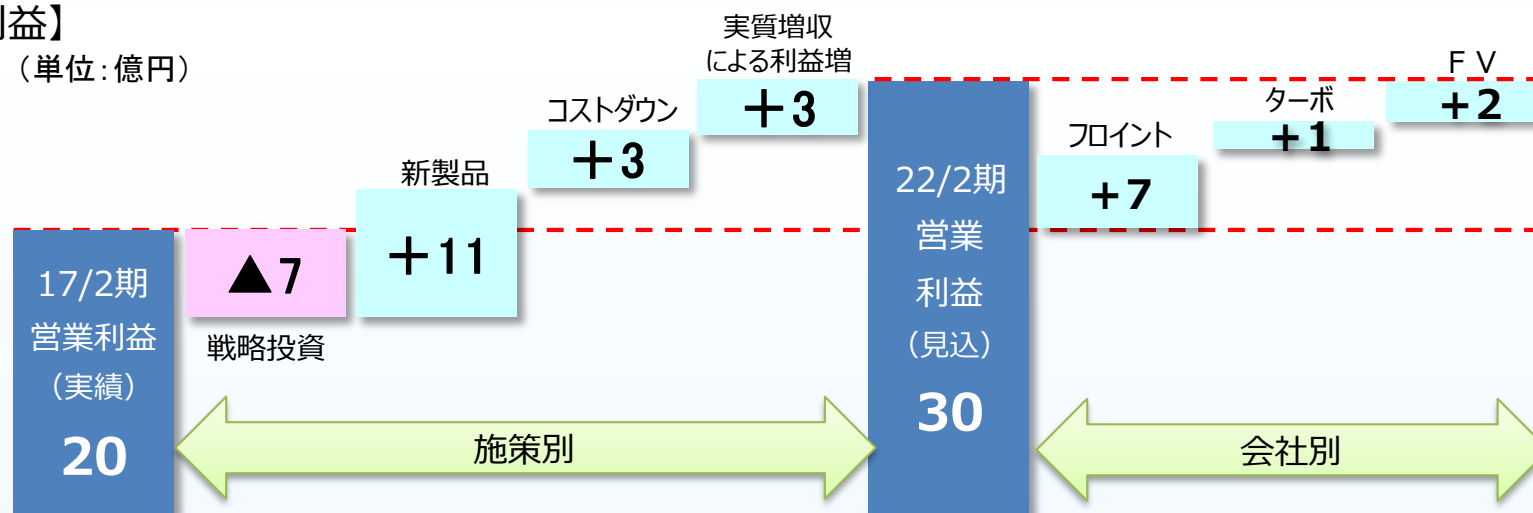 利益】
（単位：億円）
17/2期
営業利益
（実績）
20
▲7
戦略投資
新製品
＋11
コストダウン
＋3
実質増収
による利益増
＋3
22/2期
営業
利益
（見込）
30
フロイント
+7
ターボ
+1
ＦＶ
+2
施策別
会社別